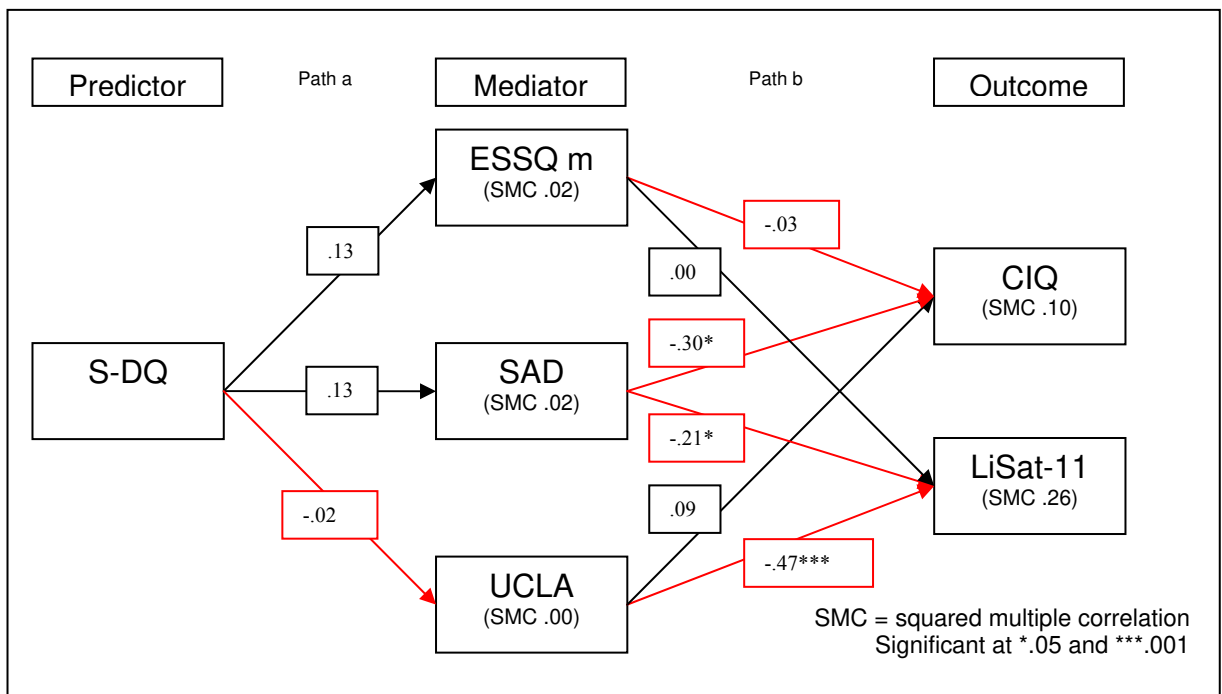 Predictor
Path a
Mediator
Path b
Outcome
ESSQ m
(SMC .02)
.13
-.03
.00
CIQ
(SMC .10)
S-DQ
.13
SAD
(SMC .02)
-.30*
-.21*
LiSat-11
(SMC .26)
-.02
.09
UCLA
(SMC .00)
-.47***
SMC = squared multiple correlation
Significant at *.05 and ***.001